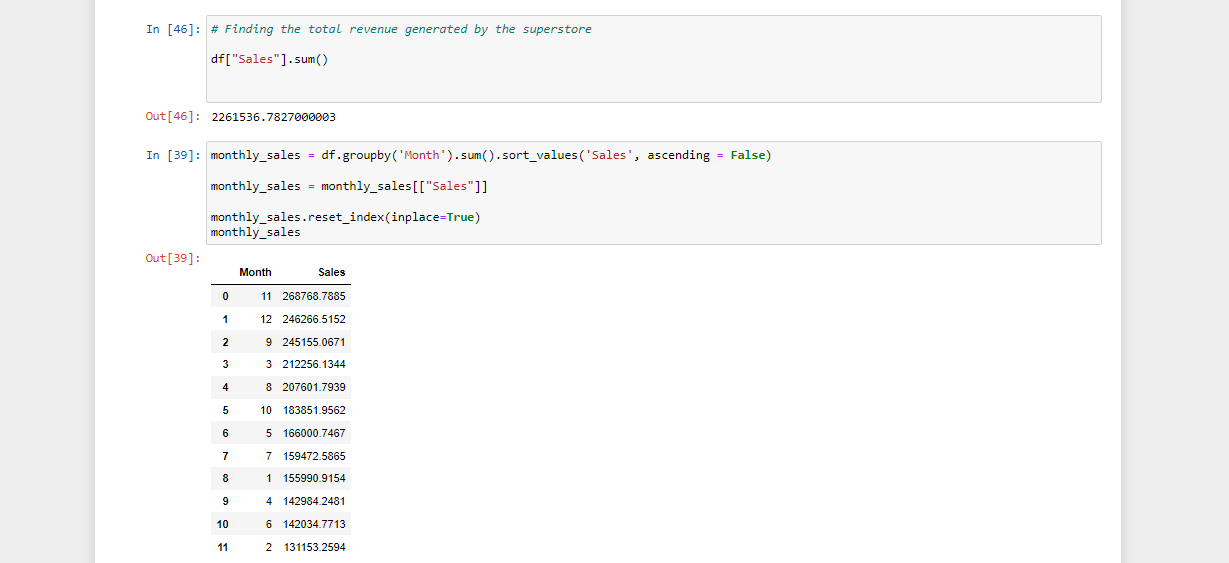 In [46]: # Finding the total revenue generated by the superstore
df["Sales"].sum()
Out[46]: 2261536.7827000003
In [39]: monthly_sales = df.groupby('Month').sum().sort_values('Sales', ascending = False)
monthly_sales = monthly_sales[["Sales"]]
monthly_sales.reset_index(inplace=True)
monthly_sales
Out[39]:
Month Sales
0 11 268768.7885
1 12 246266.5152
2 9 245155.0671
3 3 212256.1344
4 8 207601.7939
5 10 183851.9562
6 5 166000.7467
7 7 159472.5865
8 1 155990.9154
9 4 142984.2481
10 6 142034.7713
11 2 131153.2594